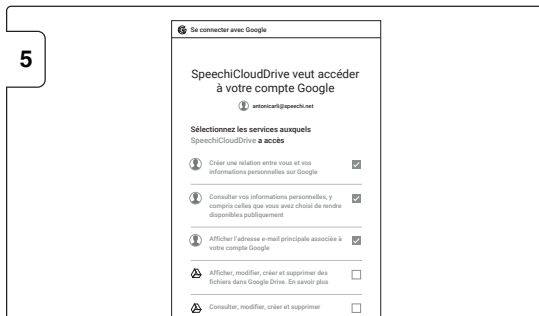 5
Se connecter avec Google
SpeechiCloudDrive veut accéder
à votre compte Google
antonicarli@speechi.net
Sélectionnez les services auxquels
SpeechiCloudDrive a accès
Créer une relation entre vous et vos
informations personnelles sur Google
Consulter vos informations personnelles, y
compris celles que vous avez choisi de rendre
disponibles publiquement
Afficher l'adresse e-mail principale associée à
votre compte Google
Afficher, modifier, créer et supprimer des
fichiers dans Google Drive. En savoir plus
Consulter, modifier, créer et supprimer